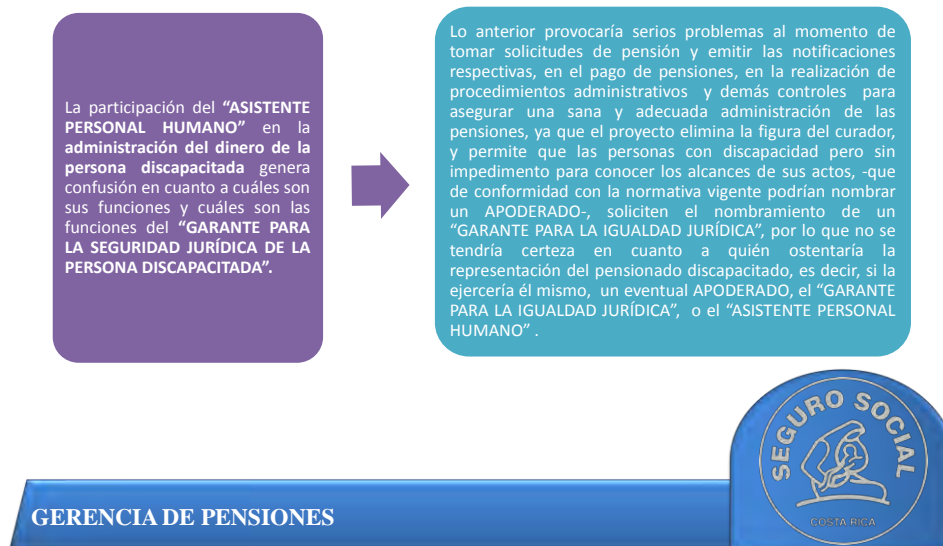 La participación del “ASISTENTE
PERSONAL HUMANO” en la
administración del dinero de la
persona discapacitada genera
confusión en cuanto a cuáles son
sus funciones y cuáles son las
funciones del “GARANTE PARA
LA SEGURIDAD JURÍDICA DE LA
PERSONA DISCAPACITADA”.
Lo anterior provocaría serios problemas al momento de
tomar solicitudes de pensión y emitir las notificaciones
respectivas, en el pago de pensiones, en la realización de
procedimientos administrativos y demás controles para
asegurar una sana y adecuada administración de las
pensiones, ya que el proyecto elimina la figura del curador,
y permite que las personas con discapacidad pero sin
impedimento para conocer los alcances de sus actos, -que
de conformidad con la normativa vigente podrían nombrar
un APODERADO-, soliciten el nombramiento de un
“GARANTE PARA LA IGUALDAD JURÍDICA”, por lo que no se
tendría certeza en cuanto a quién ostentaría la
representación del pensionado discapacitado, es decir, si la
ejercería él mismo, un eventual APODERADO, el “GARANTE
PARA LA IGUALDAD JURÍDICA”, o el “ASISTENTE PERSONAL
HUMANO” .
SEGURO SOCIAL
COSTA RICA
GERENCIA DE PENSIONES